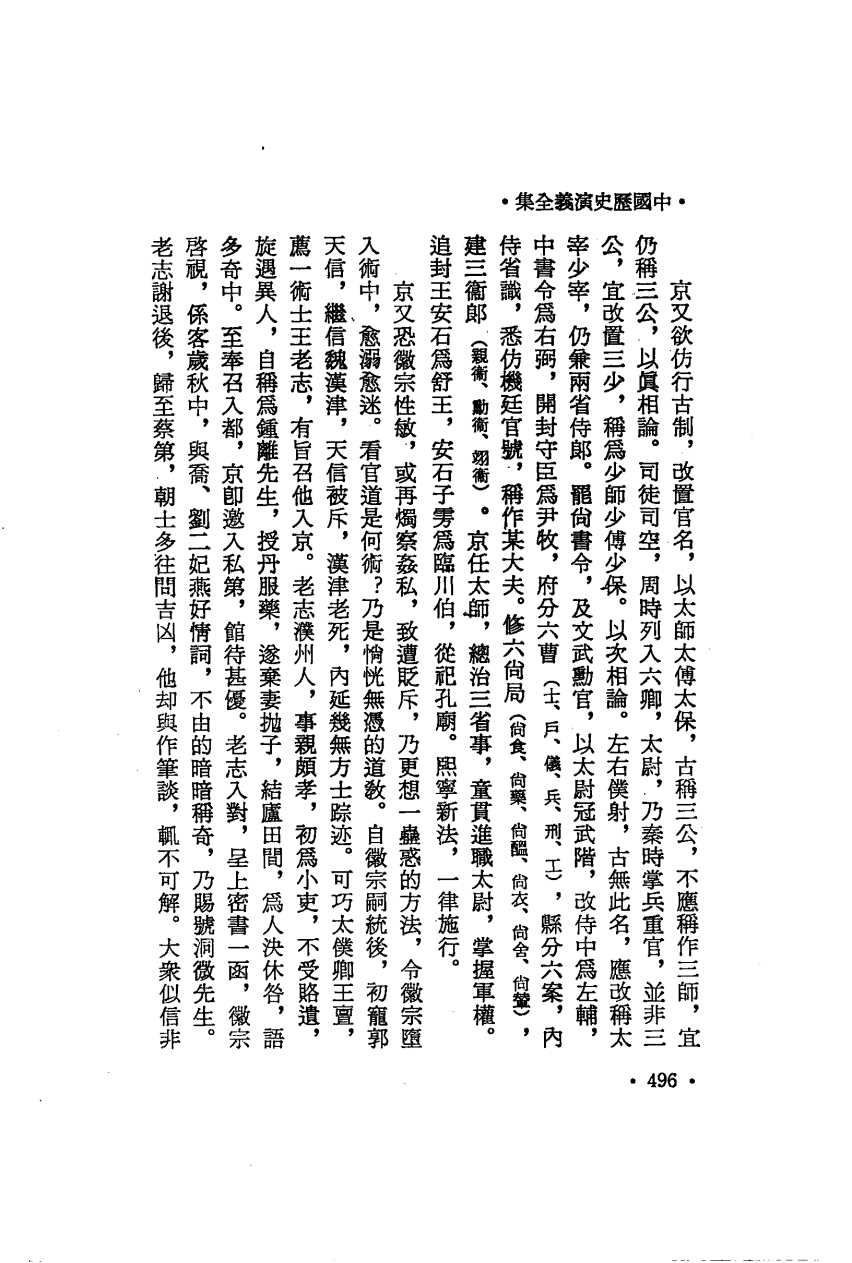 •中國歷史演義全集•
京又欲仿行古制，改置官名，以太師太傅太保，古稱三公，不應稱作三師，宜
仍稱三公，以眞相論。司徒司空，周時列入六卿，太尉，乃秦時掌兵重官，並非三
公，宜改置三少，稱爲少師少傅少保。以次相論。左右僕射，古無此名，應改稱太
宰少宰，仍兼兩省侍郎。罷尙書令，及文武勳官，以太尉冠武階，改侍中爲左輔，
中書令爲右弼，開封守臣爲尹牧，府分六曹（士、戶、儀、兵、刑、工），縣分六案，內
侍省識，悉仿機廷官號，稱作某大夫。修六尙局（尙食、尙藥、尙醞、尙衣、尙舍、尙輦），
建三衞郎（親衞、勳衞、翊衞）。京任太師，總治三省事，童貫進職太尉，掌握軍權。
追封王安石爲舒王，安石子雱爲臨川伯，從祀孔廟。熙寧新法，一律施行。
京又恐徽宗性敏，或再燭察姦私，致遭貶斥，乃更想一蠱惑的方法，令徽宗墮
入術中，愈溺愈迷。看官道是何術？乃是惝恍無憑的道敎。自徽宗嗣統後，初寵郭
天信，繼信魏漢津，天信被斥，漢津老死，內延幾無方士踪迹。可巧太僕卿王亶，
薦一術士王老志，有旨召他入京。老志濮州人，事親頗孝，初爲小吏，不受賂遺，
旋遇異人，自稱爲鍾離先生，授丹服藥，遂棄妻拋子，結廬田間，爲人決休咎，語
多奇中。至奉召入都，京卽邀入私第，館待甚優。老志入對，呈上密書一函，徽宗
啓視，係客歲秋中，與喬、劉二妃燕好情詞，不由的暗暗稱奇，乃賜號洞微先生。
老志謝退後，歸至蔡第，朝士多往問吉凶，他却與作筆談，輒不可解。大衆似信非
• 496 •